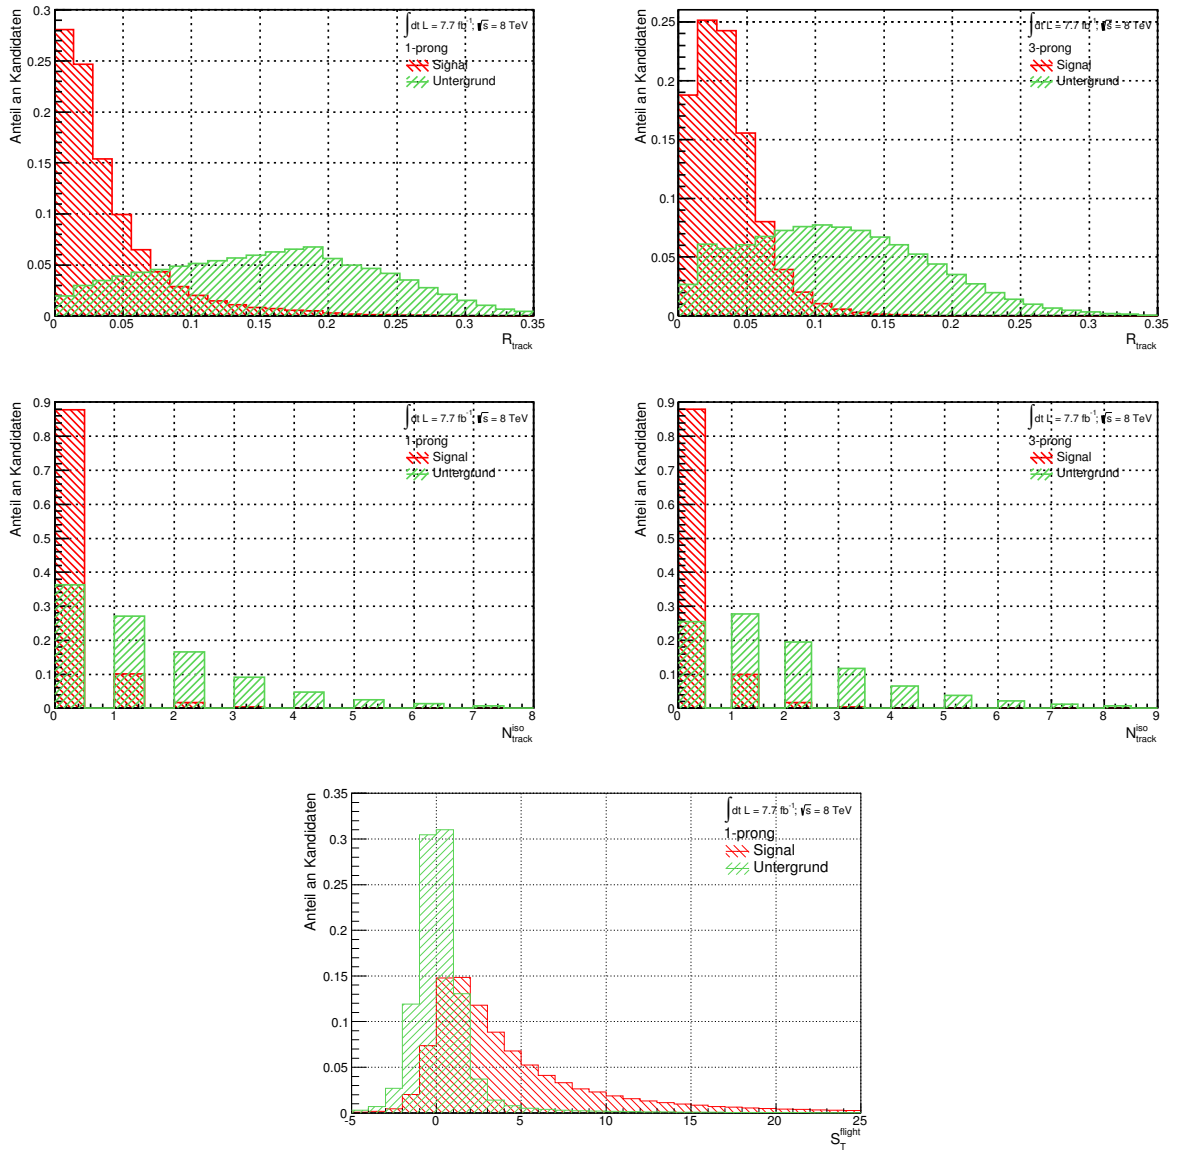 Anteil an Kandidaten
0.3
0.25
0.2
0.15
0.1
0.05
0
∫ dt L = 7.7 fb⁻¹; √s = 8 TeV
1-prong
Signal
Untergrund
0 0.05 0.1 0.15 0.2 0.25 0.3 0.35
R_track
Anteil an Kandidaten
0.25
0.2
0.15
0.1
0.05
0
∫ dt L = 7.7 fb⁻¹; √s = 8 TeV
3-prong
Signal
Untergrund
0 0.05 0.1 0.15 0.2 0.25 0.3 0.35
R_track
Anteil an Kandidaten
0.9
0.8
0.7
0.6
0.5
0.4
0.3
0.2
0.1
0
∫ dt L = 7.7 fb⁻¹; √s = 8 TeV
1-prong
Signal
Untergrund
0 1 2 3 4 5 6 7 8
N_track^iso
Anteil an Kandidaten
0.9
0.8
0.7
0.6
0.5
0.4
0.3
0.2
0.1
0
∫ dt L = 7.7 fb⁻¹; √s = 8 TeV
3-prong
Signal
Untergrund
0 1 2 3 4 5 6 7 8 9
N_track^iso
Anteil an Kandidaten
0.35
0.3
0.25
0.2
0.15
0.1
0.05
0
∫ dt L = 7.7 fb⁻¹; √s = 8 TeV
1-prong
Signal
Untergrund
-5 0 5 10 15 20 25
S_T^flight